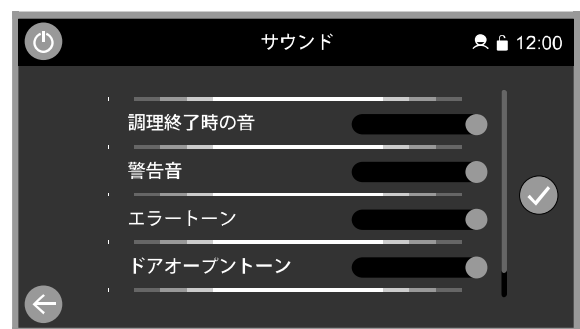 サウンド
12:00
調理終了時の音
警告音
エラートーン
ドアオープントーン